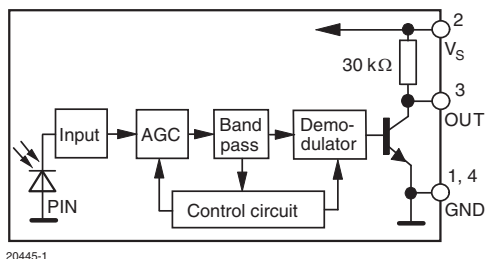 2
V_S
30 kΩ
3
OUT
Input
AGC
Band
pass
Demo-
dulator
1, 4
GND
PIN
Control circuit
20445-1